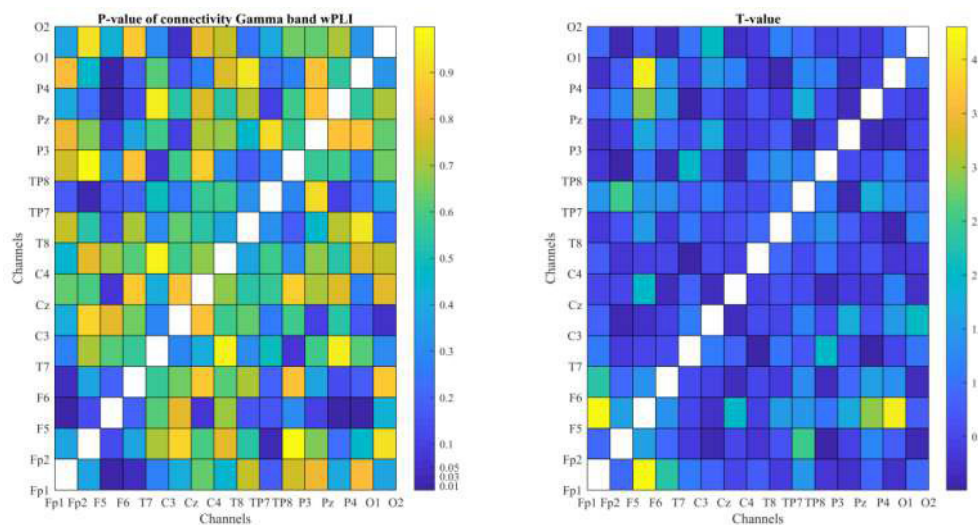 P-value of connectivity Gamma band wPLI
Channels
O2
O1
P4
Pz
P3
TP8
TP7
T8
C4
Cz
C3
T7
F6
F5
Fp2
Fp1
Fp1 Fp2 F5 F6 T7 C3 Cz C4 T8 TP7 TP8 P3 Pz P4 O1 O2
Channels
0.9
0.8
0.7
0.6
0.5
0.4
0.3
0.2
0.1
0.05
0.03
0.01
T-value
Channels
O2
O1
P4
Pz
P3
TP8
TP7
T8
C4
Cz
C3
T7
F6
F5
Fp2
Fp1
Fp1 Fp2 F5 F6 T7 C3 Cz C4 T8 TP7 TP8 P3 Pz P4 O1 O2
Channels
4
3.
3
2.
2
1.
1
0.